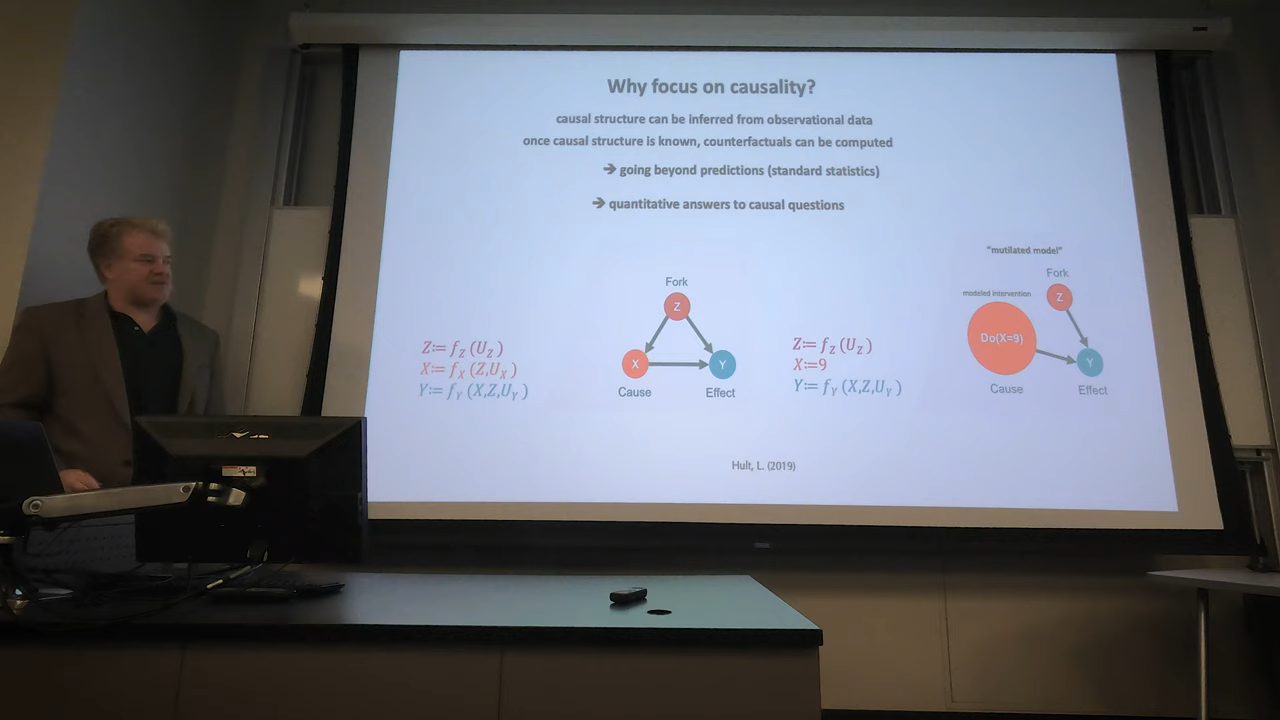 Why focus on causality?
causal structure can be inferred from observational data
once causal structure is known, counterfactuals can be computed
➔ going beyond predictions (standard statistics)
➔ quantitative answers to causal questions
"mutilated model"
Fork
Fork
modeled intervention
Z
Z
Do(X=9)
Z:= fZ (UZ)
X:= fX (Z,UX)
Y:= fY (X,Z,UY)
X
Y
Cause
Effect
Z:= fZ (UZ)
X:=9
Y:= fY (X,Z,UY)
Y
Cause
Effect
Hult, L. (2019)